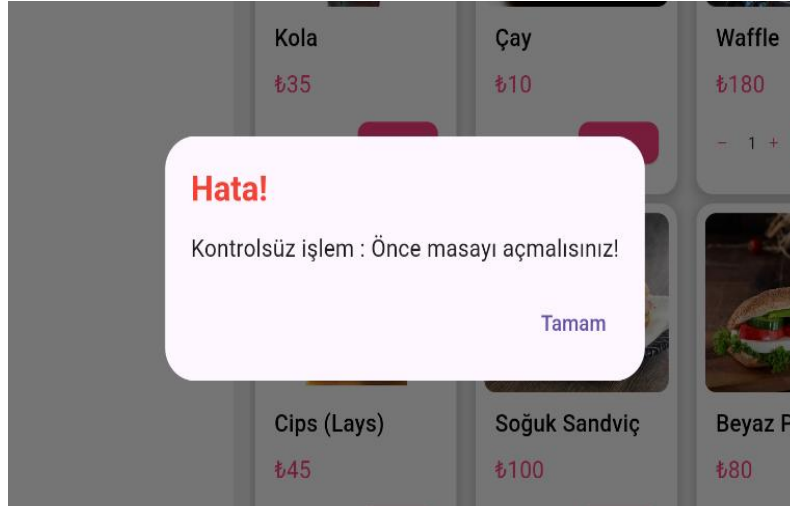 Kola
Çay
Waffle
₺35
₺10
₺180
− 1 +
Hata!
Kontrolsüz işlem : Önce masayı açmalısınız!
Tamam
Cips (Lays)
Soğuk Sandviç
Beyaz
₺45
₺100
₺80